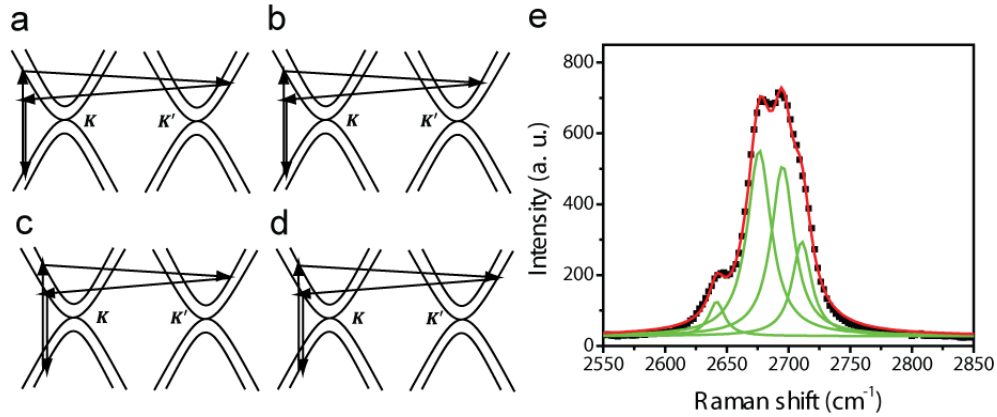 a
b
K
K'
K
K'
c
d
K
K'
K
K'
e
Intensity (a. u.)
800
600
400
200
0
2550 2600 2650 2700 2750 2800 2850
Raman shift (cm⁻¹)